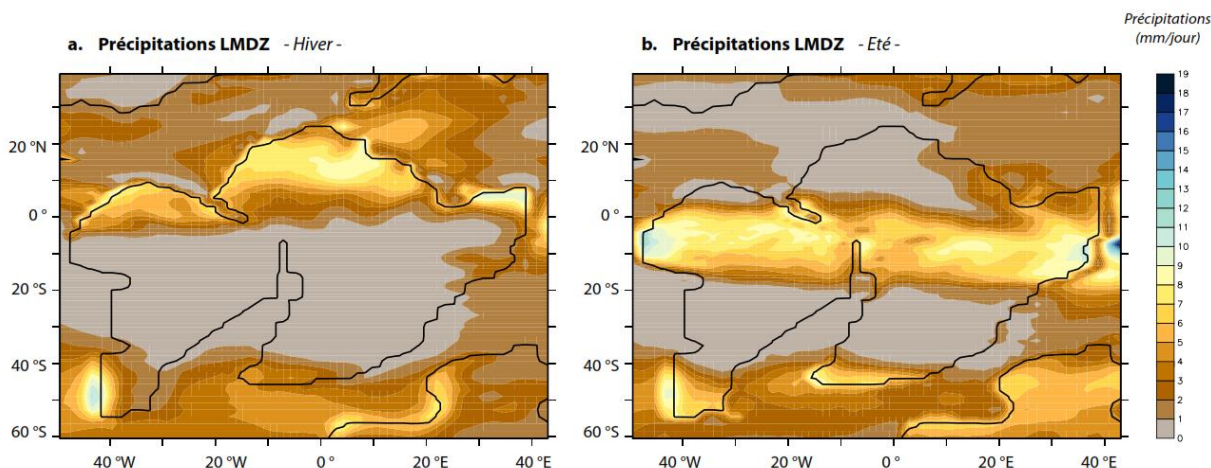 Précipitations
(mm/jour)
a. Précipitations LMDZ - Hiver -
b. Précipitations LMDZ - Eté -
20 °N
0 °
20 °S
40 °S
60 °S
40 °W
20 °W
0 °
20 °E
40 °E
20 °N
0 °
20 °S
40 °S
60 °S
40 °W
20 °W
0 °
20 °E
40 °E
19
18
17
16
15
14
13
12
11
10
9
8
7
6
5
4
3
2
1
0